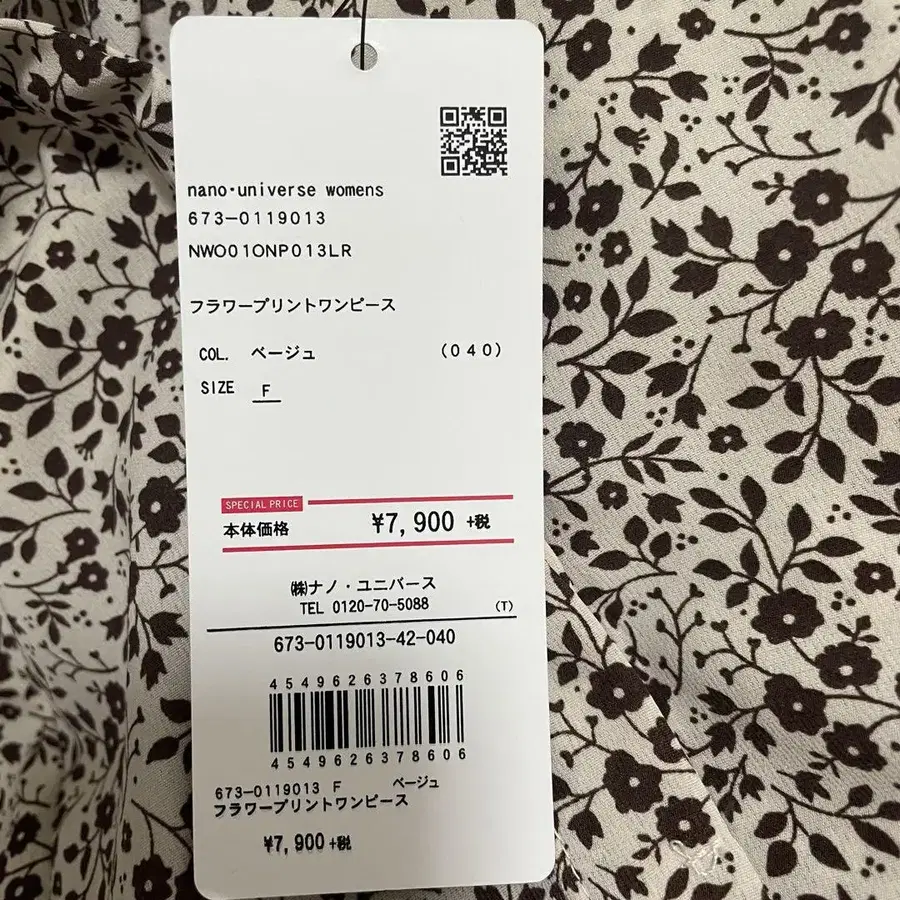 nano・universe womens
673-0119013
NWO01ONP013LR
フラワープリントワンピース
COL. ベージュ (040)
SIZE F
SPECIAL PRICE
本体価格 ¥7,900 +税
㈱ナノ・ユニバース
TEL 0120-70-5088 (T)
673-0119013-42-040
4549626378606
4549626378606
673-0119013 F ベージュ
フラワープリントワンピース
¥7,900 +税